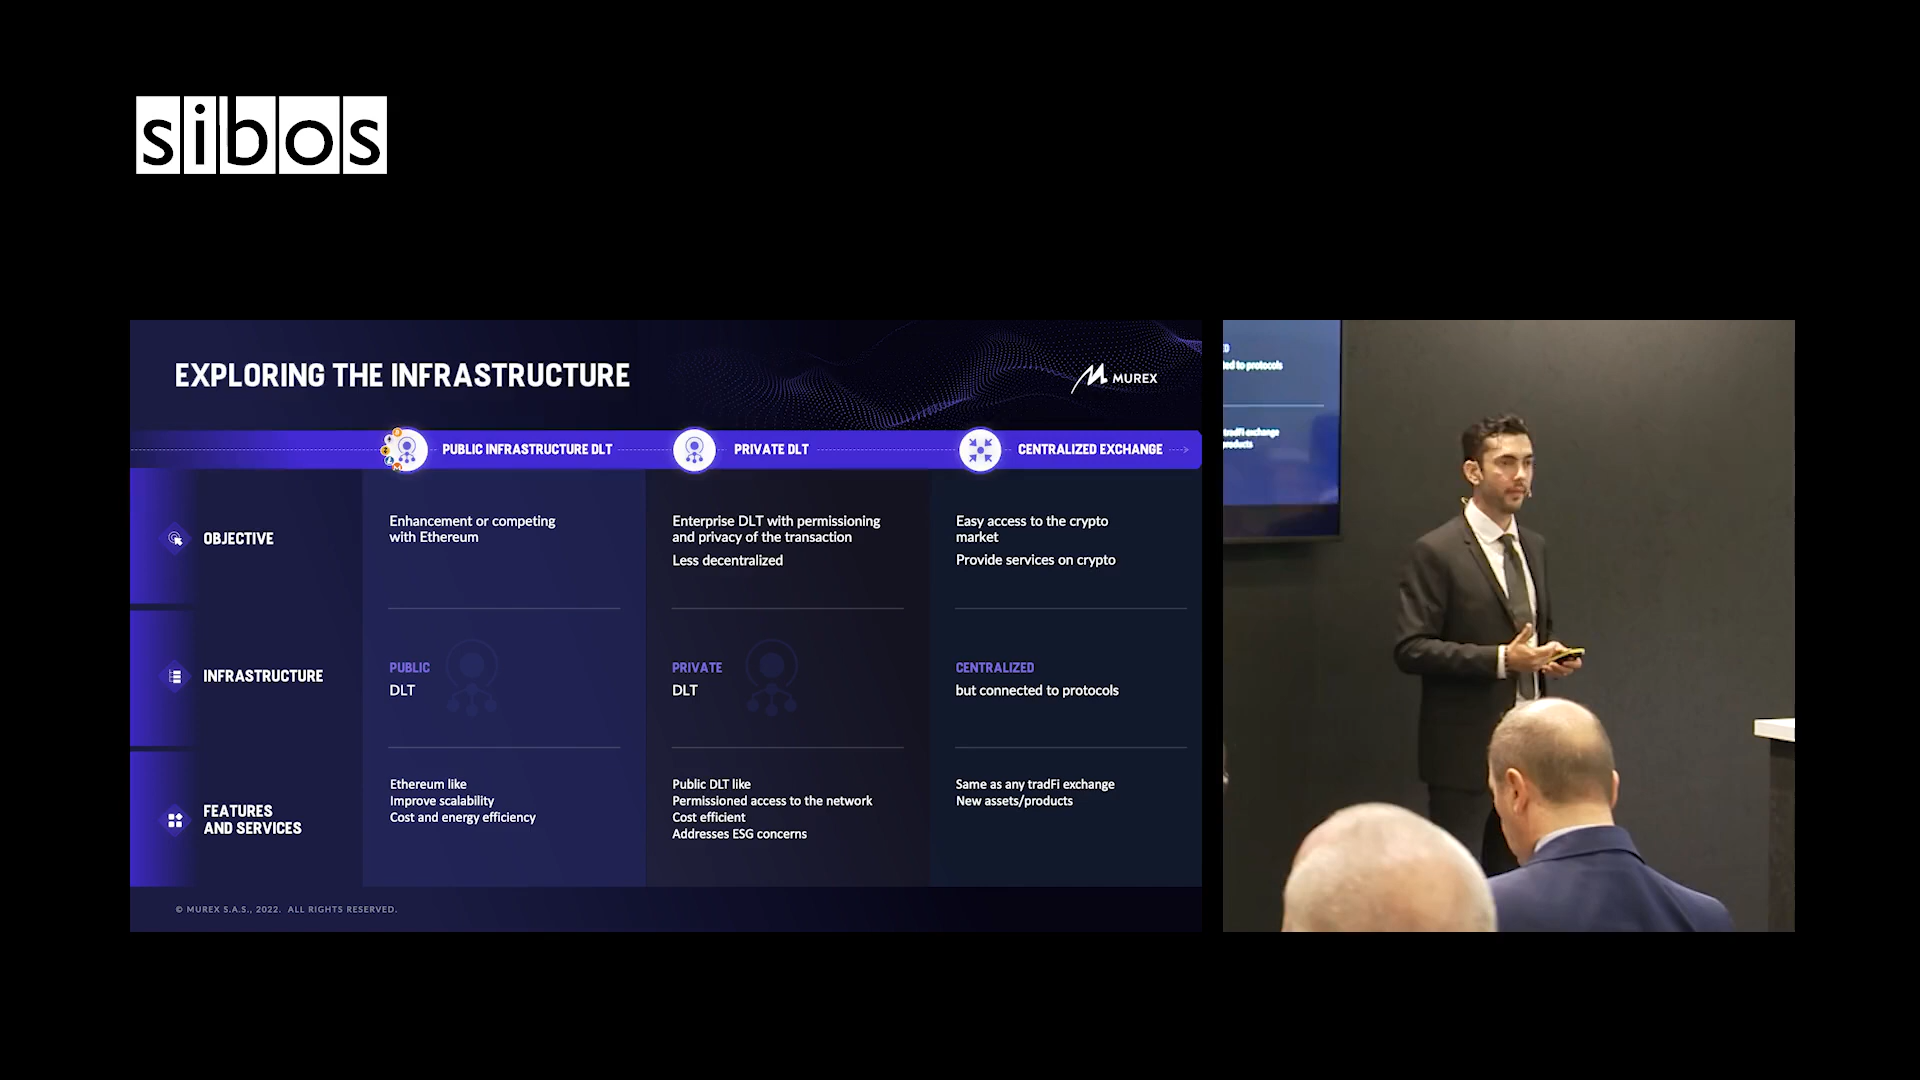 sibos
EXPLORING THE INFRASTRUCTURE
MUREX
PUBLIC INFRASTRUCTURE DLT
PRIVATE DLT
CENTRALIZED EXCHANGE
OBJECTIVE
Enhancement or competing
with Ethereum
Enterprise DLT with permissioning
and privacy of the transaction
Less decentralized
Easy access to the crypto
market
Provide services on crypto
INFRASTRUCTURE
PUBLIC
DLT
PRIVATE
DLT
CENTRALIZED
but connected to protocols
FEATURES
AND SERVICES
Ethereum like
Improve scalability
Cost and energy efficiency
Public DLT like
Permissioned access to the network
Cost efficient
Addresses ESG concerns
Same as any tradFi exchange
New assets/products
© MUREX S.A.S., 2022. ALL RIGHTS RESERVED.
to protocols
tradFi exchange